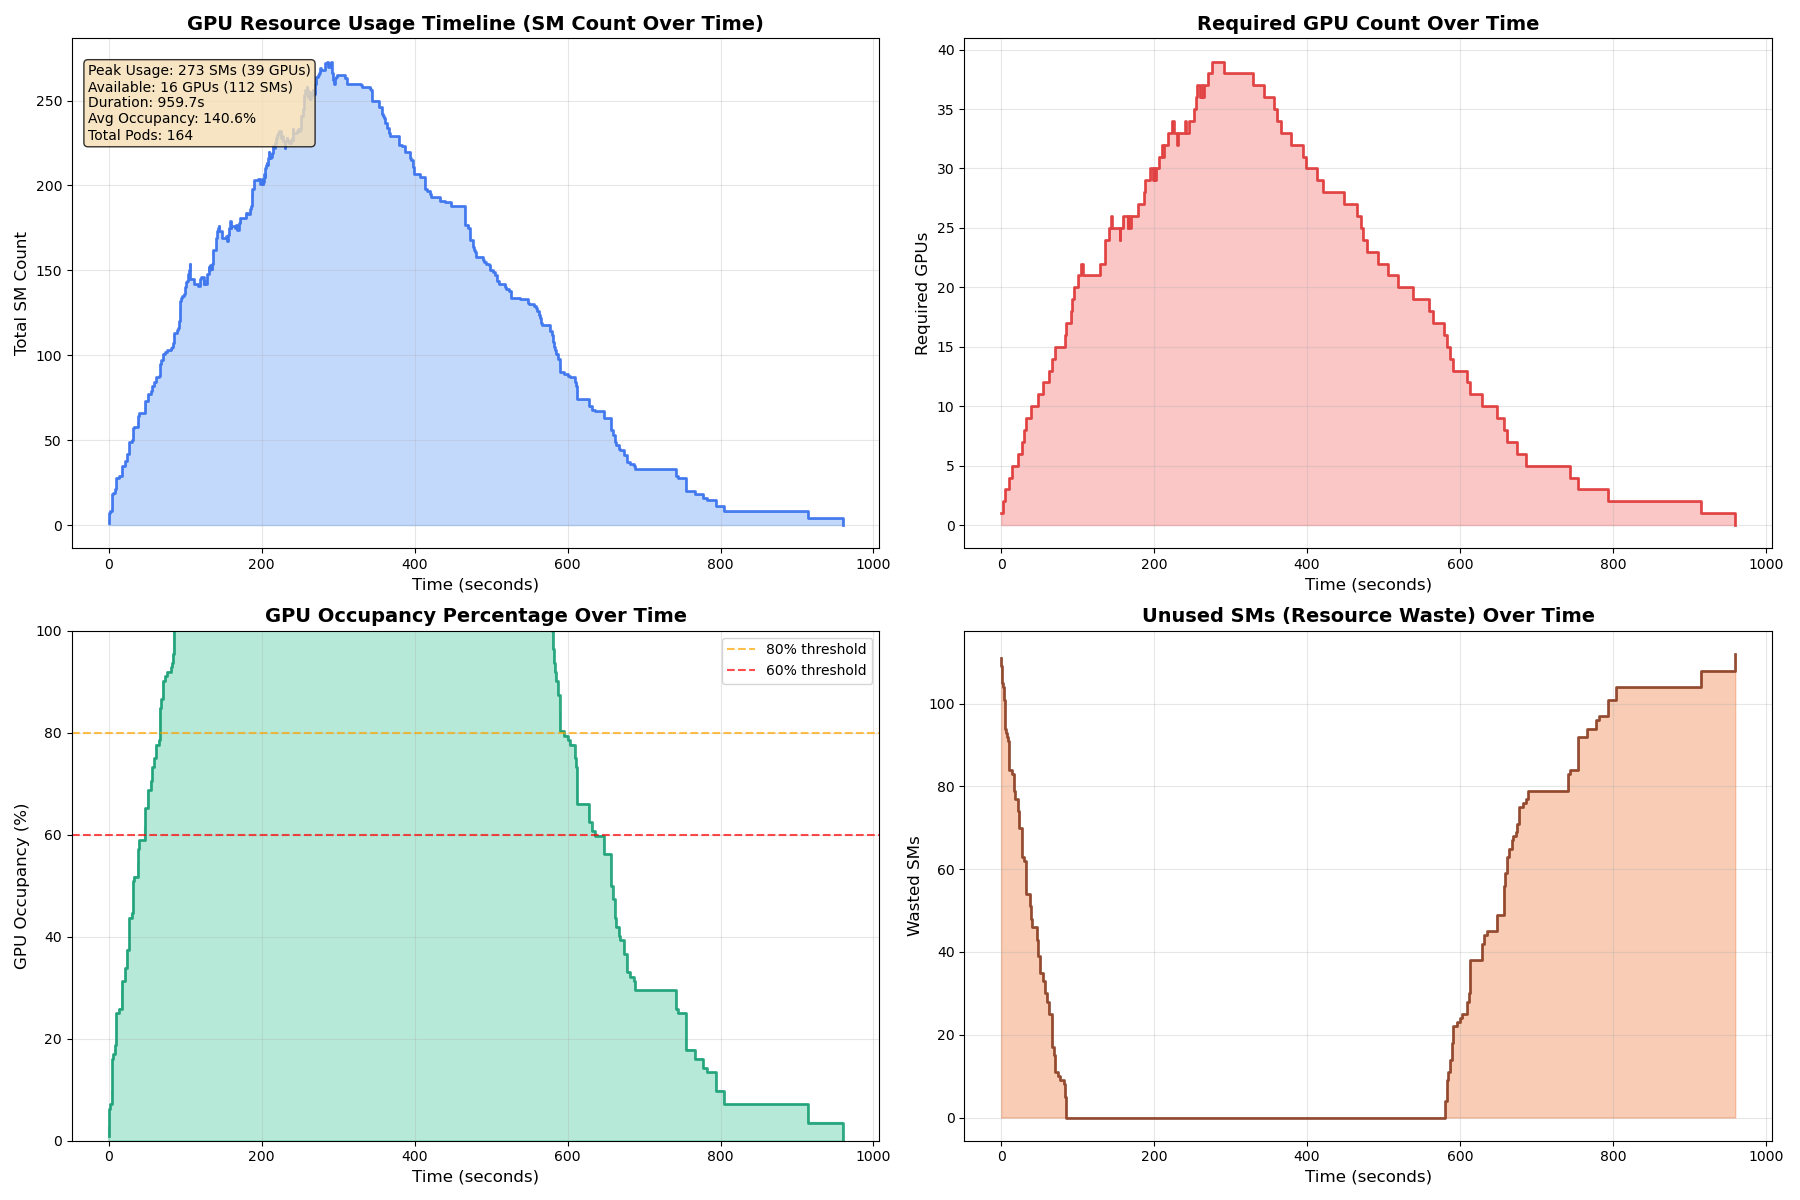 GPU Resource Usage Timeline (SM Count Over Time)
Peak Usage: 273 SMs (39 GPUs)
Available: 16 GPUs (112 SMs)
Duration: 959.7s
Avg Occupancy: 140.6%
Total Pods: 164
Total SM Count
250
200
150
100
50
0
0 200 400 600 800 1000
Time (seconds)
Required GPU Count Over Time
Required GPUs
40
35
30
25
20
15
10
5
0
0 200 400 600 800 1000
Time (seconds)
GPU Occupancy Percentage Over Time
80% threshold
60% threshold
GPU Occupancy (%)
100
80
60
40
20
0
0 200 400 600 800 1000
Time (seconds)
Unused SMs (Resource Waste) Over Time
Wasted SMs
100
80
60
40
20
0
0 200 400 600 800 1000
Time (seconds)